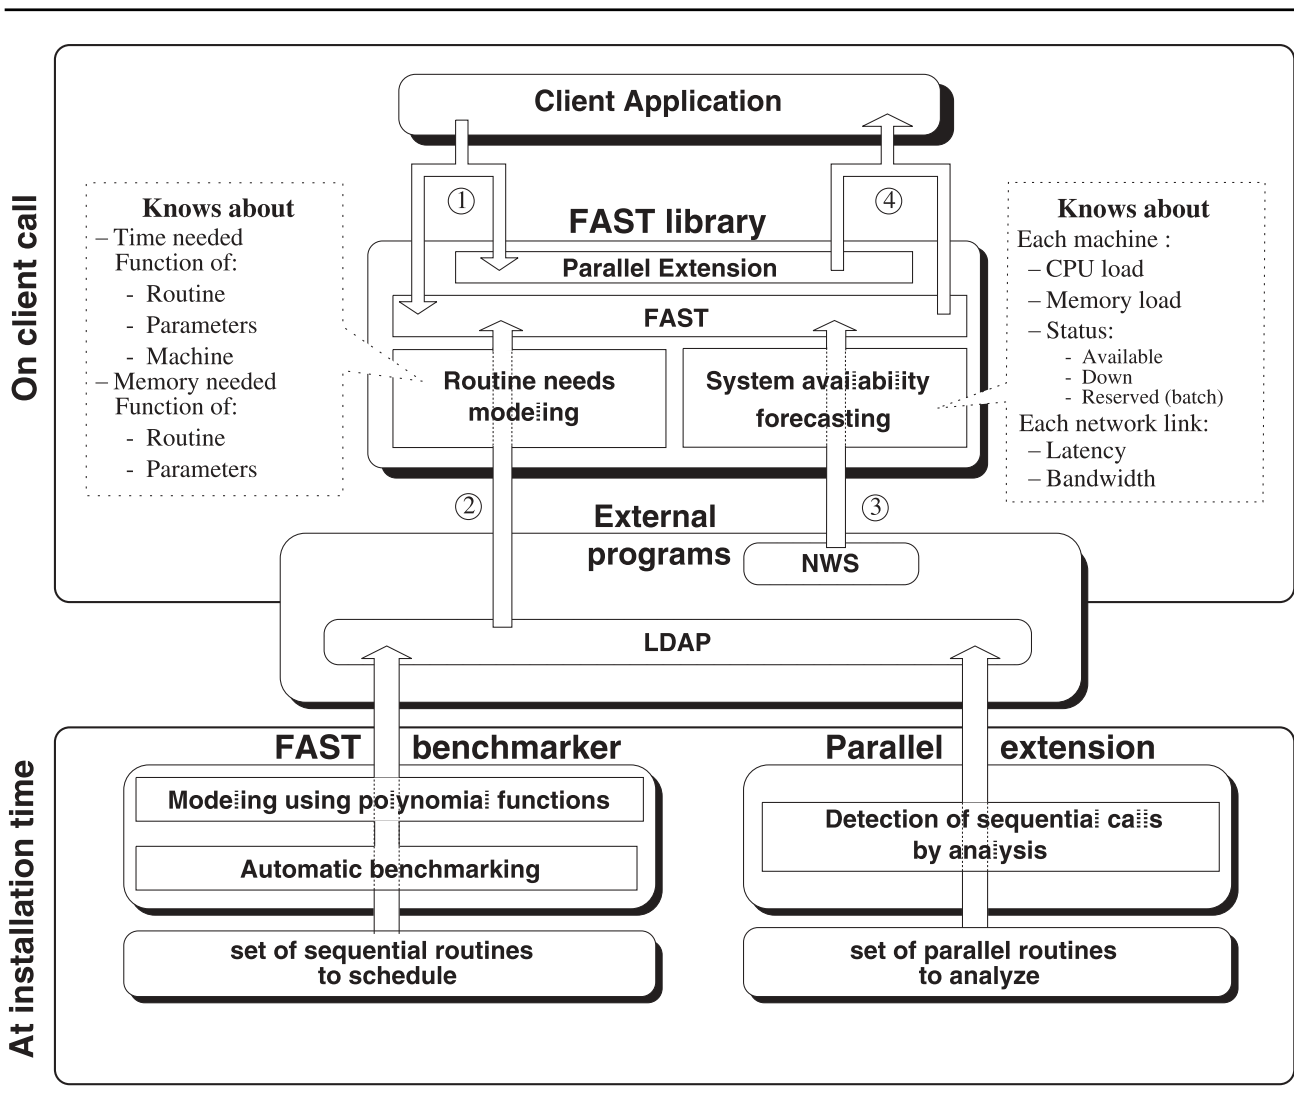 On client call
Client Application
1
4
Knows about
– Time needed
Function of:
- Routine
- Parameters
- Machine
– Memory needed
Function of:
- Routine
- Parameters
FAST library
Parallel Extension
FAST
Routine needs
modeling
System availability
forecasting
Knows about
Each machine :
– CPU load
– Memory load
– Status:
- Available
- Down
- Reserved (batch)
Each network link:
– Latency
– Bandwidth
2
3
External
programs
NWS
LDAP
At installation time
FAST benchmarker
Modeling using polynomial functions
Automatic benchmarking
set of sequential routines
to schedule
Parallel extension
Detection of sequential calls
by analysis
set of parallel routines
to analyze